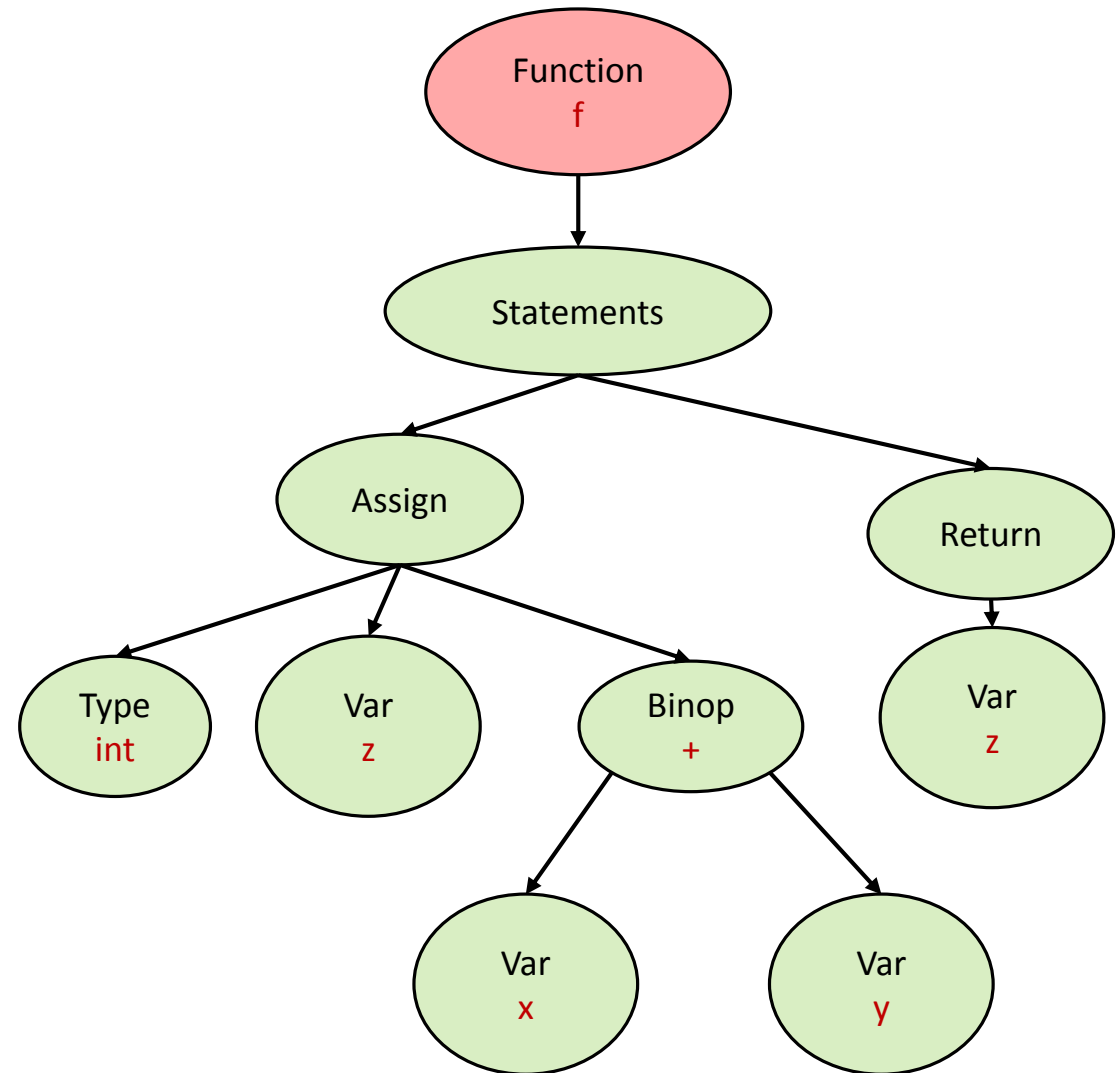 Function
f
Statements
Assign
Return
Type
int
Var
z
Binop
+
Var
z
Var
x
Var
y